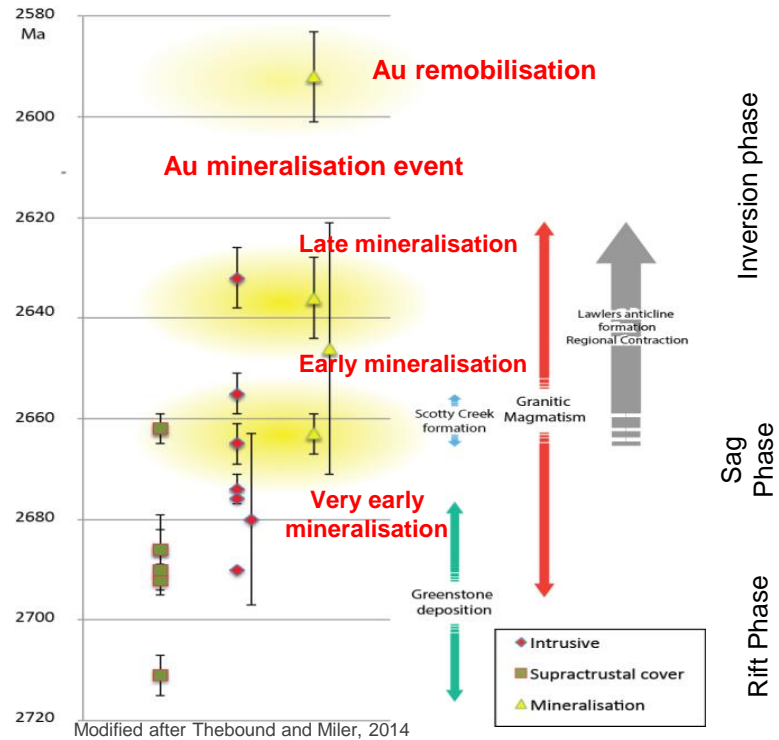 2580
Ma
Au remobilisation
2600
Au mineralisation event
2620
Late mineralisation
2640
Early mineralisation
2660
Very early
mineralisation
2680
2700
2720
Scotty Creek
formation
Greenstone
deposition
Granitic
Magmatism
Lawlers anticline
formation
Regional Contraction
Inversion phase
Sag
Phase
Rift Phase
Intrusive
Supractrustal cover
Mineralisation
Modified after Thebound and Miler, 2014